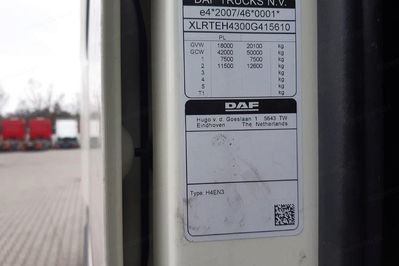 DAF TRUCKS N.V.
e4*2007/46*0001*
XLRTEH4300G415610
PL
GVW 18000 20100 kg
GCW 42000 50000 kg
1 7500 7500 kg
2 11500 12600 kg
3 kg
4 kg
5 kg
T1 kg
DAF
Hugo v. d. Goeslaan 1 5643 TW
Eindhoven The Netherlands
Type: H4EN3